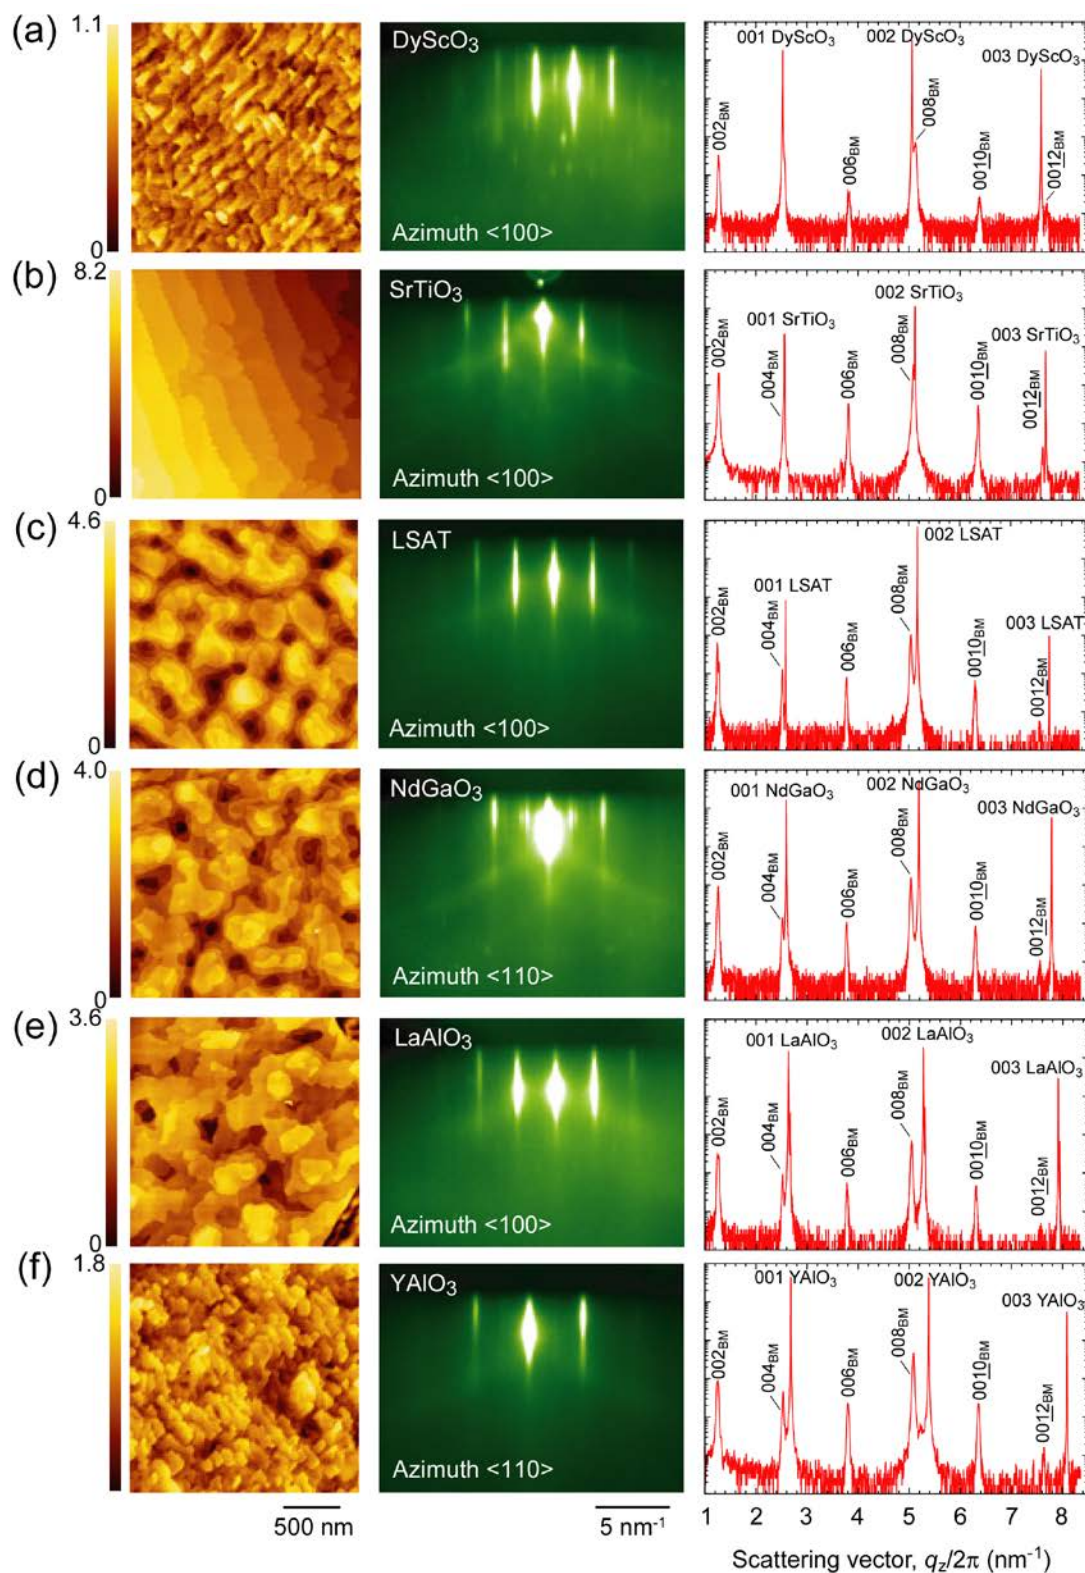 (a)
1.1
0
DyScO₃
Azimuth <100>
002BM
001 DyScO₃
006BM
002 DyScO₃
008BM
0010BM
003 DyScO₃
0012BM
(b)
8.2
0
SrTiO₃
Azimuth <100>
002BM
004BM
001 SrTiO₃
006BM
008BM
002 SrTiO₃
0010BM
0012BM
003 SrTiO₃
(c)
4.6
0
LSAT
Azimuth <100>
002BM
004BM
001 LSAT
006BM
008BM
002 LSAT
0010BM
0012BM
003 LSAT
(d)
4.0
0
NdGaO₃
Azimuth <110>
002BM
004BM
001 NdGaO₃
006BM
008BM
002 NdGaO₃
0010BM
0012BM
003 NdGaO₃
(e)
3.6
0
LaAlO₃
Azimuth <100>
002BM
004BM
001 LaAlO₃
006BM
008BM
002 LaAlO₃
0010BM
0012BM
003 LaAlO₃
(f)
1.8
YAlO₃
Azimuth <110>
002BM
004BM
001 YAlO₃
006BM
008BM
002 YAlO₃
0010BM
0012BM
003 YAlO₃
500 nm
5 nm⁻¹
1 2 3 4 5 6 7 8
Scattering vector, qz/2π (nm⁻¹)